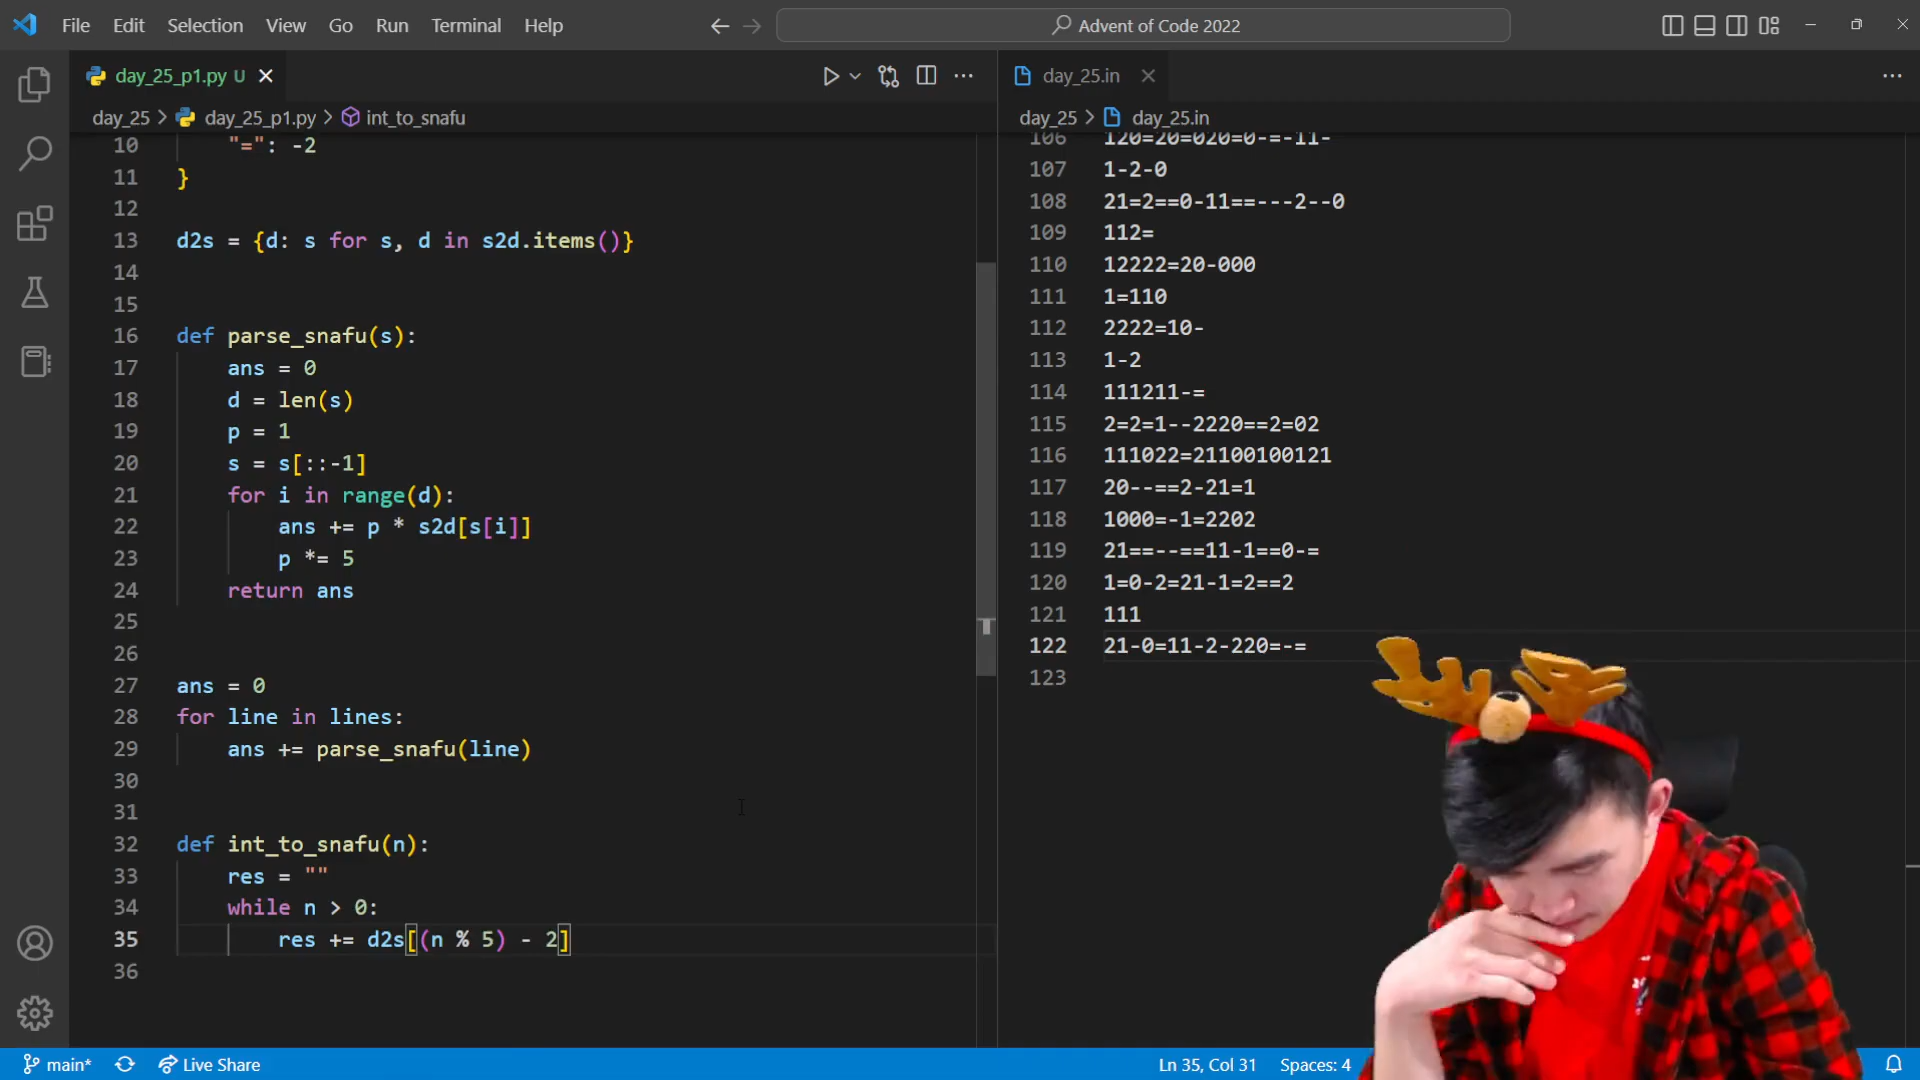 File Edit Selection View Go Run Terminal Help
Advent of Code 2022
day_25_p1.py U
day_25 > day_25_p1.py > int_to_snafu
10 "=": -2
11 }
12
13 d2s = {d: s for s, d in s2d.items()}
14
15
16 def parse_snafu(s):
17 ans = 0
18 d = len(s)
19 p = 1
20 s = s[::-1]
21 for i in range(d):
22 ans += p * s2d[s[i]]
23 p *= 5
24 return ans
25
26
27 ans = 0
28 for line in lines:
29 ans += parse_snafu(line)
30
31
32 def int_to_snafu(n):
33 res = ""
34 while n > 0:
35 res += d2s[(n % 5) - 2]
36
day_25.in
day_25 > day_25.in
106 120=20=020=0-=-11-
107 1-2-0
108 21=2==0-11==---2--0
109 112=
110 12222=20-000
111 1=110
112 2222=10-
113 1-2
114 111211-=
115 2=2=1--2220==2=02
116 111022=21100100121
117 20--==2-21=1
118 1000=-1=2202
119 21==--==11-1==0-=
120 1=0-2=21-1=2==2
121 111
122 21-0=11-2-220=-=
123
main* Live Share
Ln 35, Col 31 Spaces: 4